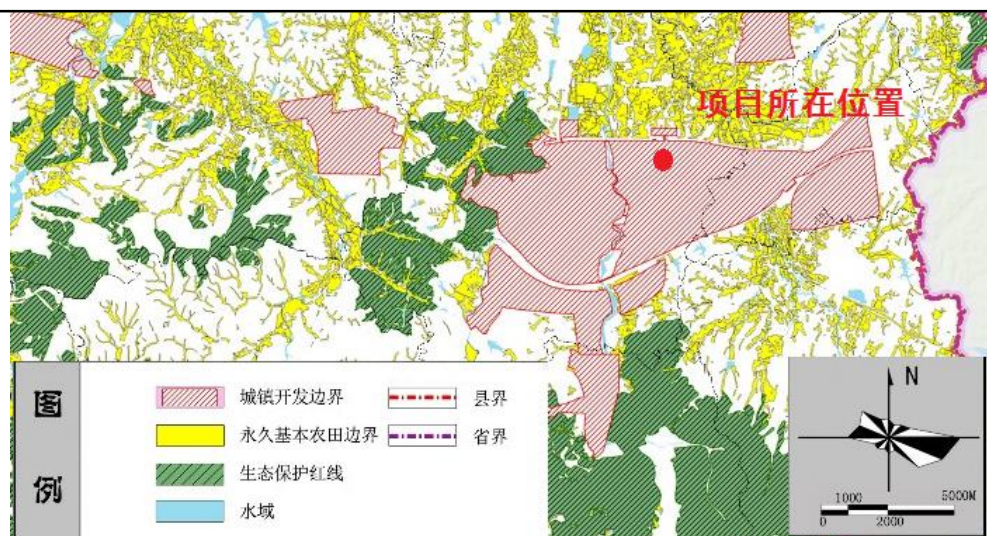 项目所在位置
图例
城镇开发边界
县界
永久基本农田边界
省界
生态保护红线
水域
N
1000
5000M
0
2000